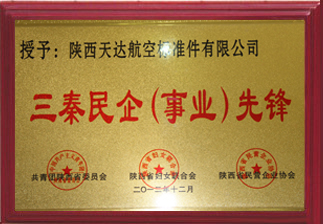 授予：陕西天达航空标准件有限公司
三秦民企（事业）先锋
共青团陕西省委员会 陕西省妇女联合会 陕西省民营企业协会
二〇一二年十二月